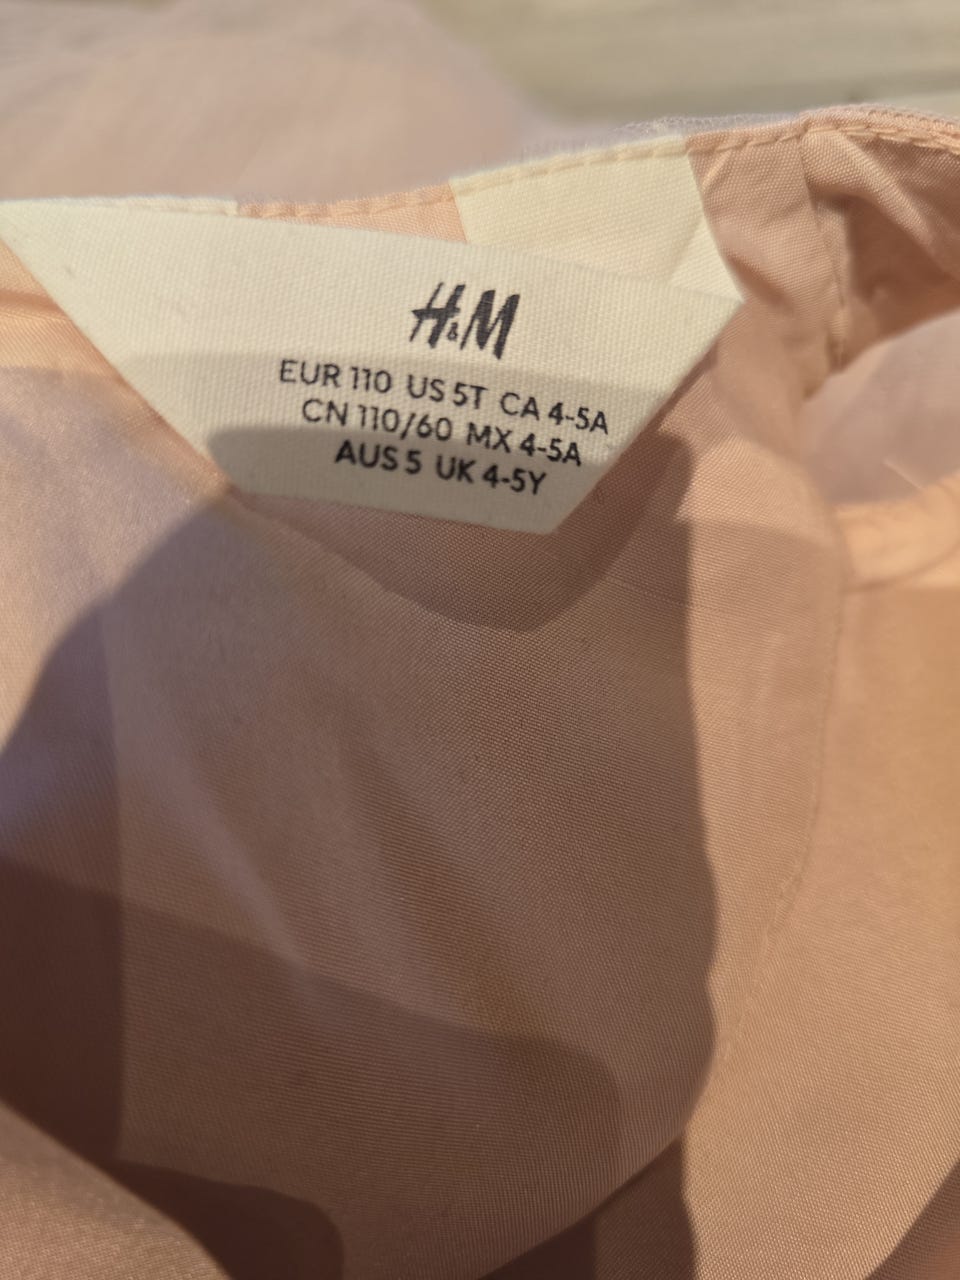 H&M
EUR 110 US 5T CA 4-5A
CN 110/60 MX 4-5A
AUS 5 UK 4-5Y